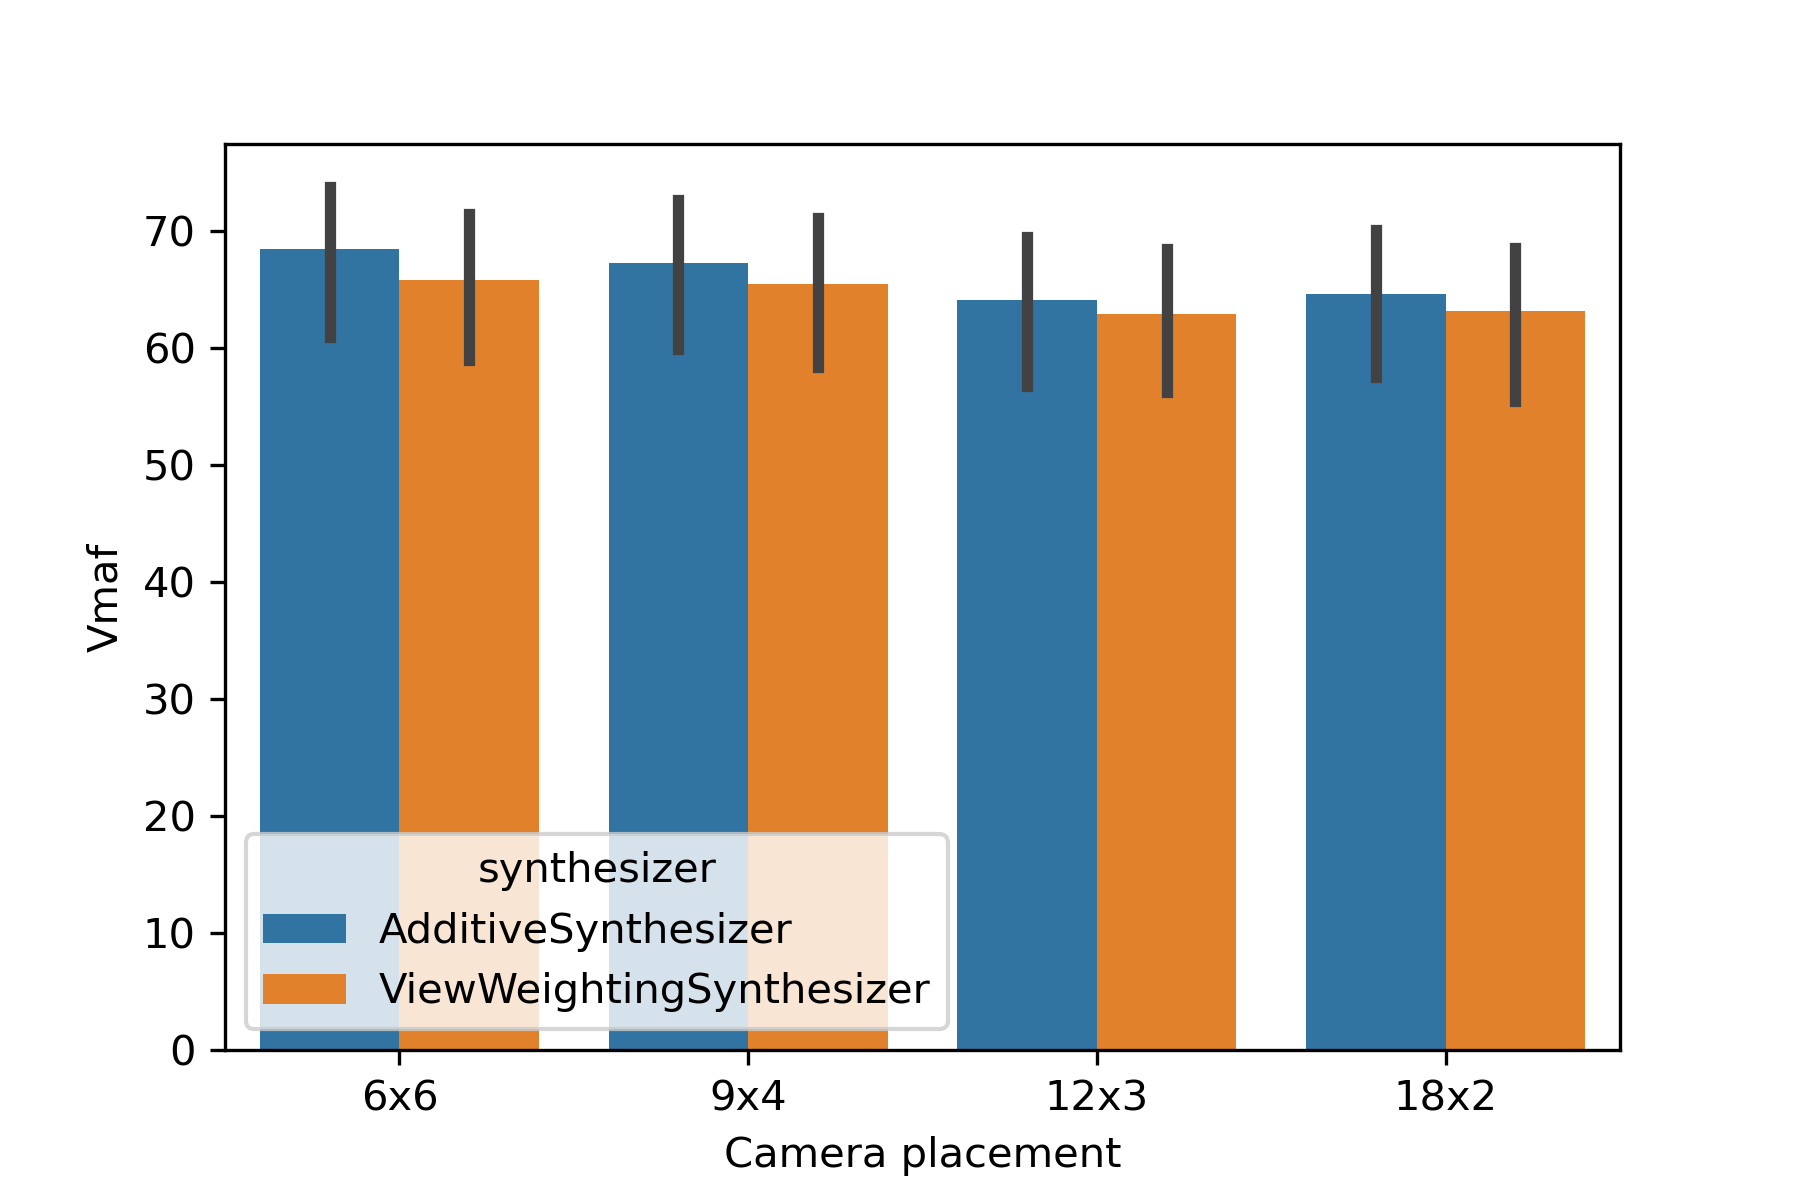 70
60
50
40
30
20
10
0
Vmaf
synthesizer
AdditiveSynthesizer
ViewWeightingSynthesizer
6x6 9x4 12x3 18x2
Camera placement